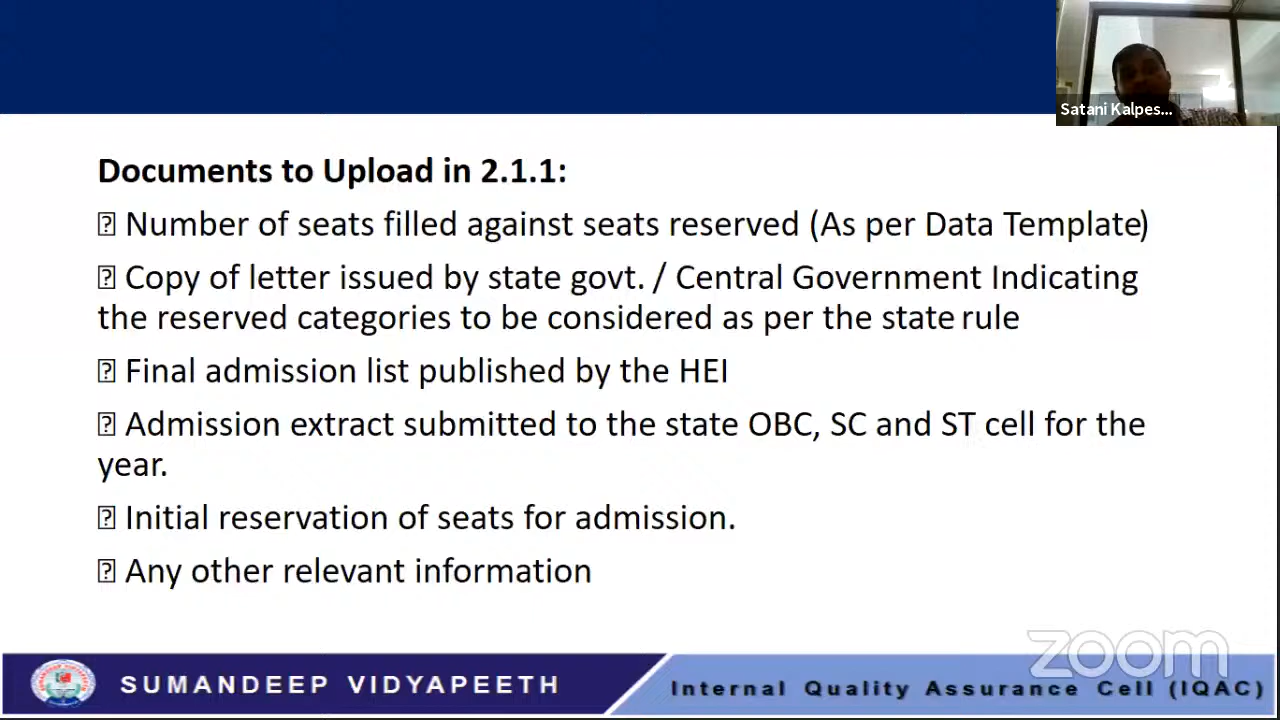 Satani Kalpes...
Documents to Upload in 2.1.1:
⍰ Number of seats filled against seats reserved (As per Data Template)
⍰ Copy of letter issued by state govt. / Central Government Indicating
the reserved categories to be considered as per the state rule
⍰ Final admission list published by the HEI
⍰ Admission extract submitted to the state OBC, SC and ST cell for the
year.
⍰ Initial reservation of seats for admission.
⍰ Any other relevant information
zoom
SUMANDEEP VIDYAPEETH
Internal Quality Assurance Cell (IQAC)